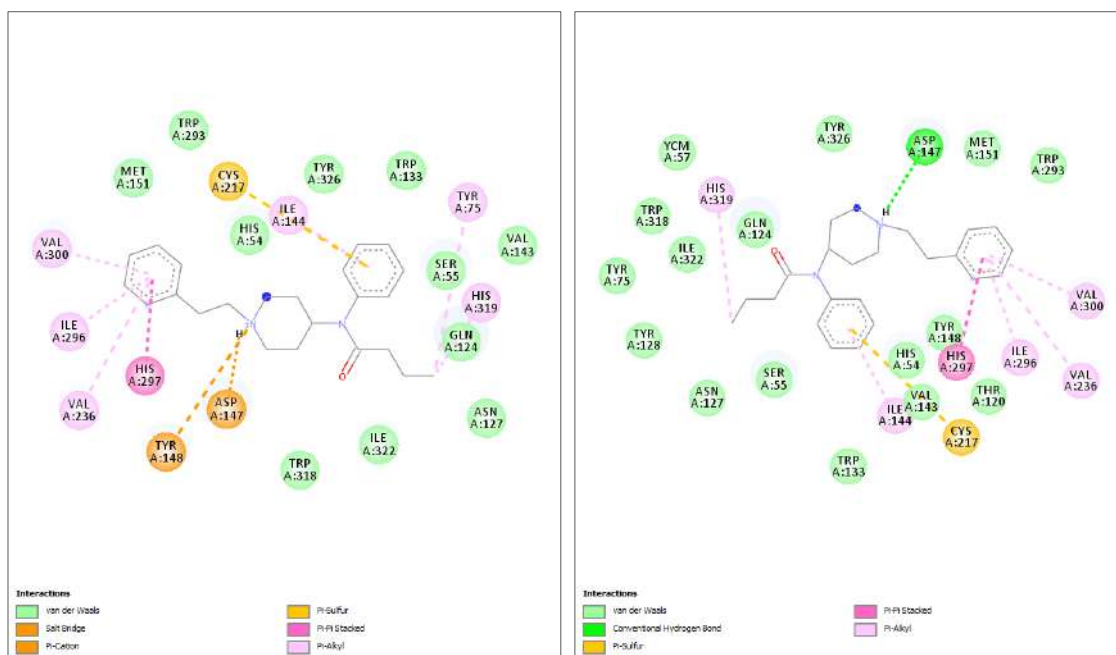 TRP
A:293
MET
A:151
CYS
A:217
TYR
A:326
TRP
A:133
ILE
A:144
TYR
A:75
HIS
A:54
VAL
A:300
SER
A:55
VAL
A:143
HIS
A:319
GLN
A:124
ILE
A:296
N
H
N
O
HIS
A:297
VAL
A:236
ASP
A:147
ASN
A:127
TYR
A:148
ILE
A:322
TRP
A:318
Interactions
van der Waals
Salt Bridge
Pi-Cation
Pi-Sulfur
Pi-Pi Stacked
Pi-Alkyl
TYR
A:326
ASP
A:147
MET
A:151
YCM
A:57
TRP
A:293
HIS
A:319
TRP
A:318
GLN
A:124
H
N
ILE
A:322
O
N
TYR
A:75
VAL
A:300
TYR
A:128
TYR
A:148
HIS
A:54
HIS
A:297
ILE
A:296
SER
A:55
VAL
A:236
ASN
A:127
VAL
A:143
THR
A:120
ILE
A:144
CYS
A:217
TRP
A:133
Interactions
van der Waals
Conventional Hydrogen Bond
Pi-Sulfur
Pi-Pi Stacked
Pi-Alkyl